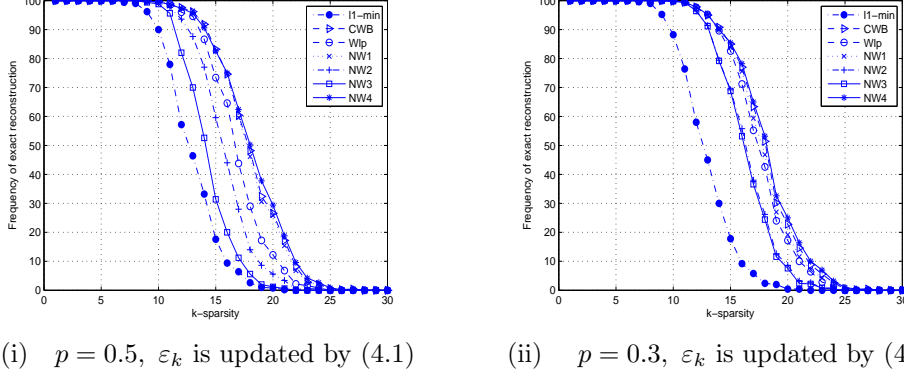 100
90
80
70
60
50
40
30
20
10
0
Frequency of exact reconstruction
0 5 10 15 20 25 30
k-sparsity
l1-min
CWB
Wlp
NW1
NW2
NW3
NW4
(i) p = 0.5, εk is updated by (4.1)
100
90
80
70
60
50
40
30
20
10
0
Frequency of exact reconstruction
0 5 10 15 20 25 30
k-sparsity
l1-min
CWB
Wlp
NW1
NW2
NW3
NW4
(ii) p = 0.3, εk is updated by (4